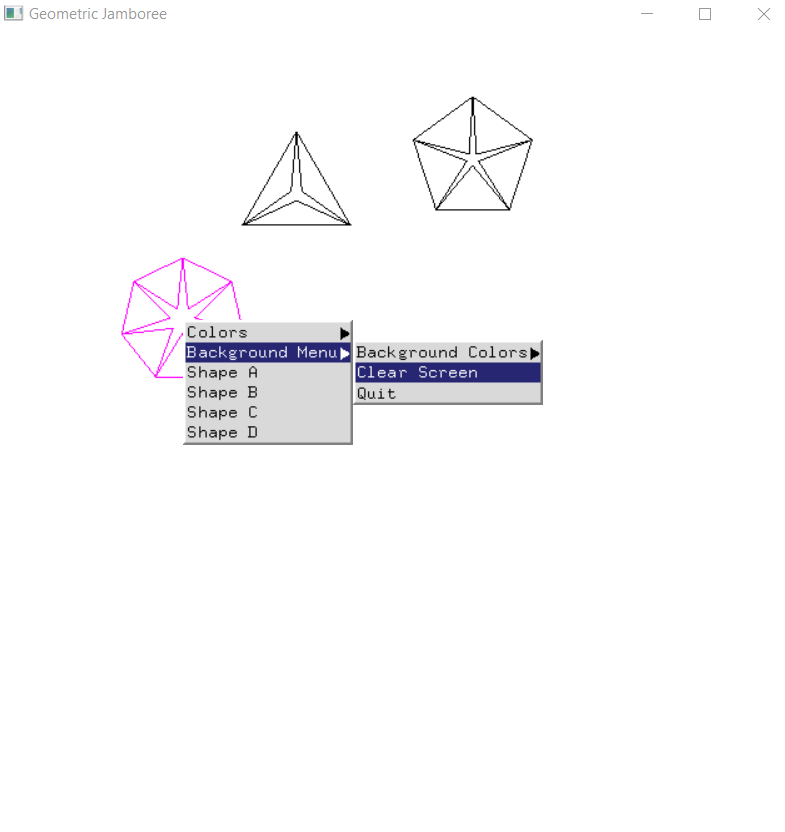 Geometric Jamboree
Colors
Background Menu
Shape A
Shape B
Shape C
Shape D
Background Colors
Clear Screen
Quit